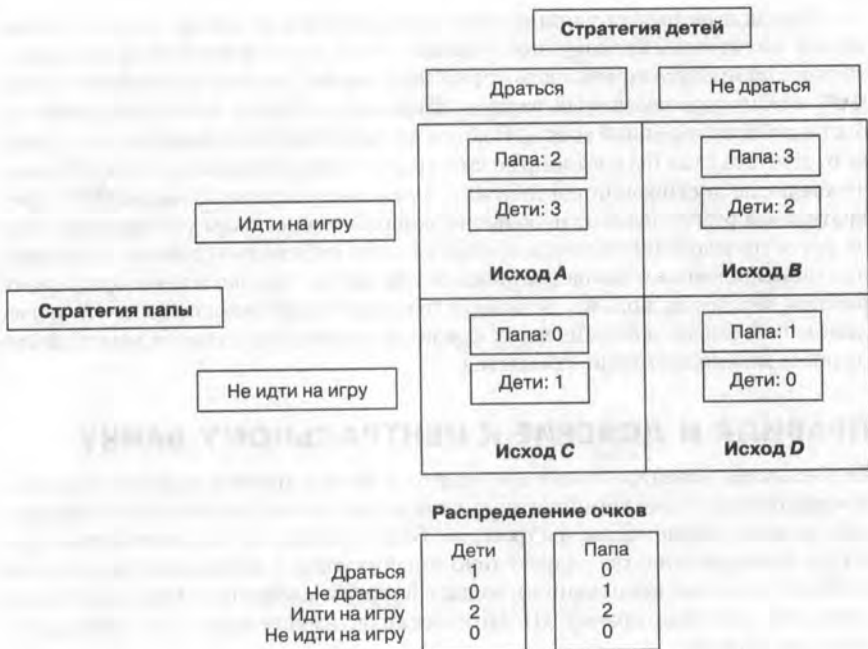 Стратегия детей
Драться
Не драться
Папа: 2
Папа: 3
Дети: 3
Дети: 2
Идти на игру
Исход A
Исход B
Стратегия папы
Папа: 0
Папа: 1
Не идти на игру
Дети: 1
Дети: 0
Исход C
Исход D
Распределение очков
Дети
Папа
Драться 1 0
Не драться 0 1
Идти на игру 2 2
Не идти на игру 0 0